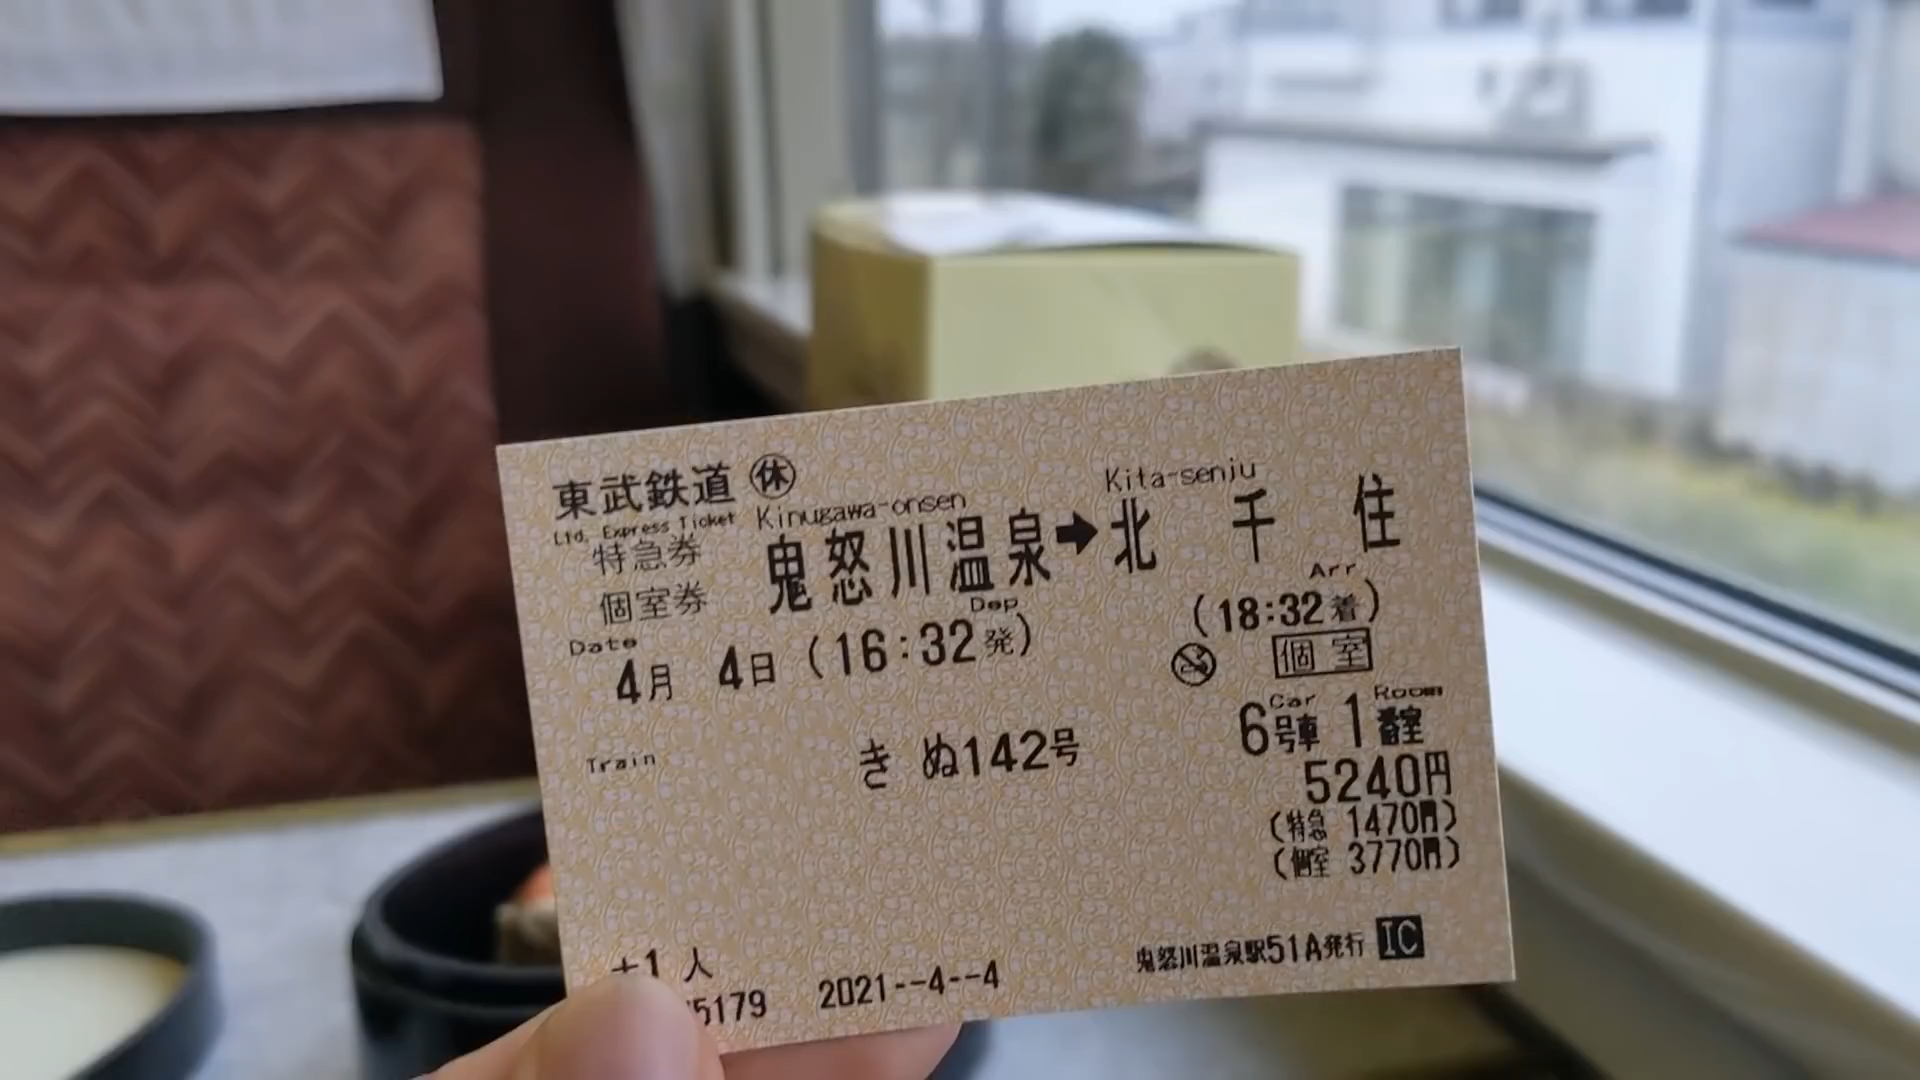 東武鉄道 ㊡
Kinugawa-onsen
Kita-senju
Ltd. Express Ticket
特急券
鬼怒川温泉➡北千住
個室券
Dep
Arr
Date
4月 4日 (16:32発)
(18:32着)
個室
Car Room
6号車 1番室
Train
きぬ142号
5240円
(特急 1470円)
(個室 3770円)
1人
鬼怒川温泉駅51A発行 IC
5179 2021--4--4